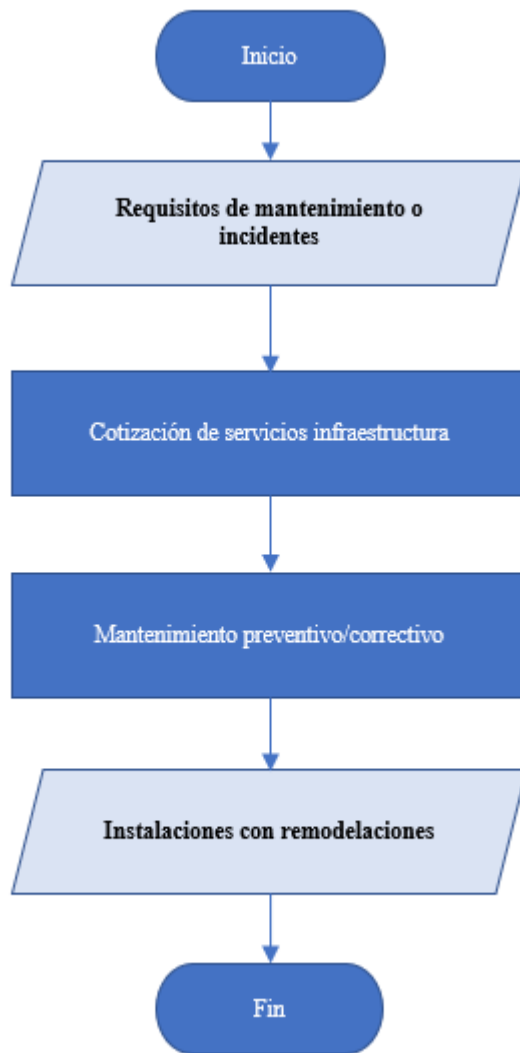 Inicio
Requisitos de mantenimiento o
incidentes
Cotización de servicios infraestructura
Mantenimiento preventivo/correctivo
Instalaciones con remodelaciones
Fin